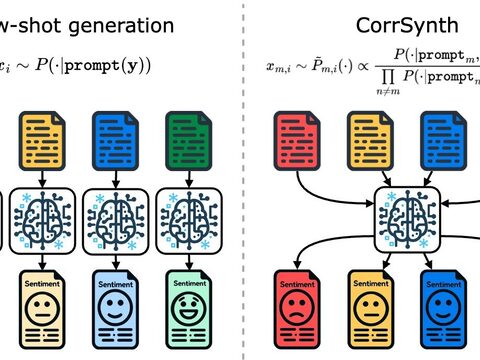 w-shot generation
x_i ∼ P(·|prompt(y))
Sentiment
Sentiment
Sentiment
CorrSynth
x_{m,i} ∼ P̃_{m,i}(·) ∝
P(·|prompt_m,
∏ P(·|prompt_n
n≠m
Sentiment
Sentiment
Sentiment